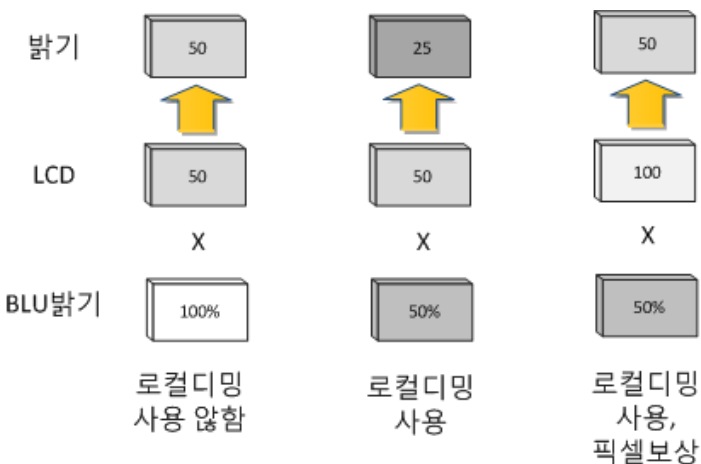 밝기 50 25 50
LCD 50 50 100
X X X
BLU밝기 100% 50% 50%
로컬디밍
사용 않함
로컬디밍
사용
로컬디밍
사용,
픽셀보상